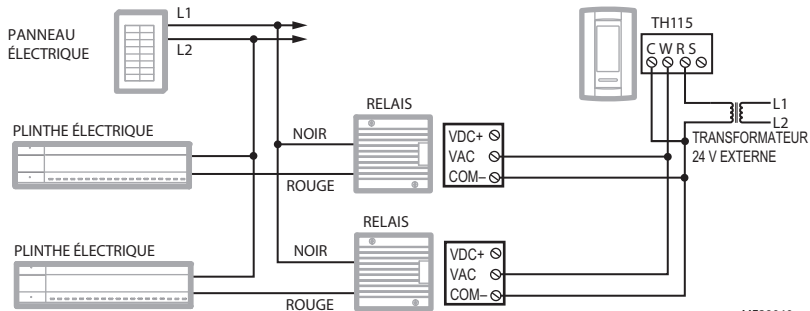 L1
L2
PANNEAU
ÉLECTRIQUE
TH115
C W R S
L1
L2
TRANSFORMATEUR
24 V EXTERNE
RELAIS
PLINTHE ÉLECTRIQUE
NOIR
ROUGE
VDC+
VAC
COM–
RELAIS
PLINTHE ÉLECTRIQUE
NOIR
ROUGE
VDC+
VAC
COM–